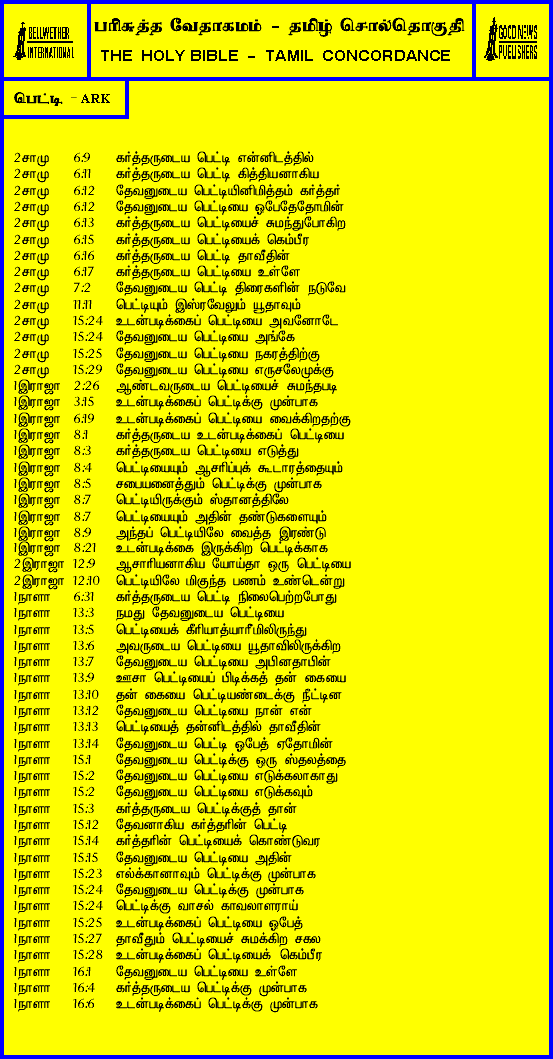 BELLWETHER
INTERNATIONAL
பரிசுத்த வேதாகமம் - தமிழ் சொல்தொகுதி
THE HOLY BIBLE - TAMIL CONCORDANCE
GOOD NEWS
PUBLISHERS
பெட்டி - ARK
2சாமு 6:9 கர்த்தருடைய பெட்டி என்னிடத்தில்
2சாமு 6:11 கர்த்தருடைய பெட்டி கித்தியனாகிய
2சாமு 6:12 தேவனுடைய பெட்டியினிமித்தம் கர்த்தர்
2சாமு 6:12 தேவனுடைய பெட்டியை ஓபேதேதோமின்
2சாமு 6:13 கர்த்தருடைய பெட்டியைச் சுமந்துபோகிற
2சாமு 6:15 கர்த்தருடைய பெட்டியைக் கெம்பீர
2சாமு 6:16 கர்த்தருடைய பெட்டி தாவீதின்
2சாமு 6:17 கர்த்தருடைய பெட்டியை உள்ளே
2சாமு 7:2 தேவனுடைய பெட்டி திரைகளின் நடுவே
2சாமு 11:11 பெட்டியும் இஸ்ரவேலும் யூதாவும்
2சாமு 15:24 உடன்படிக்கைப் பெட்டியை அவனோடே
2சாமு 15:24 தேவனுடைய பெட்டியை அங்கே
2சாமு 15:25 தேவனுடைய பெட்டியை நகரத்திற்கு
2சாமு 15:29 தேவனுடைய பெட்டியை எருசலேமுக்கு
1இராஜா 2:26 ஆண்டவருடைய பெட்டியைச் சுமந்தபடி
1இராஜா 3:15 உடன்படிக்கைப் பெட்டிக்கு முன்பாக
1இராஜா 6:19 உடன்படிக்கைப் பெட்டியை வைக்கிறதற்கு
1இராஜா 8:1 கர்த்தருடைய உடன்படிக்கைப் பெட்டியை
1இராஜா 8:3 கர்த்தருடைய பெட்டியை எடுத்து
1இராஜா 8:4 பெட்டியையும் ஆசரிப்புக் கூடாரத்தையும்
1இராஜா 8:5 சபையனைத்தும் பெட்டிக்கு முன்பாக
1இராஜா 8:7 பெட்டியிருக்கும் ஸ்தானத்திலே
1இராஜா 8:7 பெட்டியையும் அதின் தண்டுகளையும்
1இராஜா 8:9 அந்தப் பெட்டியிலே வைத்த இரண்டு
1இராஜா 8:21 உடன்படிக்கை இருக்கிற பெட்டிக்காக
2இராஜா 12:9 ஆசாரியனாகிய யோய்தா ஒரு பெட்டியை
2இராஜா 12:10 பெட்டியிலே மிகுந்த பணம் உண்டென்று
1நாளா 6:31 கர்த்தருடைய பெட்டி நிலைபெற்றபோது
1நாளா 13:3 நமது தேவனுடைய பெட்டியை
1நாளா 13:5 பெட்டியைக் கீரியாத்யாரீமிலிருந்து
1நாளா 13:6 அவருடைய பெட்டியை யூதாவிலிருக்கிற
1நாளா 13:7 தேவனுடைய பெட்டியை அபினதாபின்
1நாளா 13:9 ஊசா பெட்டியைப் பிடிக்கத் தன் கையை
1நாளா 13:10 தன் கையை பெட்டியண்டைக்கு நீட்டின
1நாளா 13:12 தேவனுடைய பெட்டியை நான் என்
1நாளா 13:13 பெட்டியைத் தன்னிடத்தில் தாவீதின்
1நாளா 13:14 தேவனுடைய பெட்டி ஓபேத் ஏதோமின்
1நாளா 15:1 தேவனுடைய பெட்டிக்கு ஒரு ஸ்தலத்தை
1நாளா 15:2 தேவனுடைய பெட்டியை எடுக்கலாகாது
1நாளா 15:2 தேவனுடைய பெட்டியை எடுக்கவும்
1நாளா 15:3 கர்த்தருடைய பெட்டிக்குத் தான்
1நாளா 15:12 தேவனாகிய கர்த்தரின் பெட்டி
1நாளா 15:14 கர்த்தரின் பெட்டியைக் கொண்டுவர
1நாளா 15:15 தேவனுடைய பெட்டியை அதின்
1நாளா 15:23 எல்க்கானாவும் பெட்டிக்கு முன்பாக
1நாளா 15:24 தேவனுடைய பெட்டிக்கு முன்பாக
1நாளா 15:24 பெட்டிக்கு வாசல் காவலாளராய்
1நாளா 15:25 உடன்படிக்கைப் பெட்டியை ஓபேத்
1நாளா 15:27 தாவீதும் பெட்டியைச் சுமக்கிற சகல
1நாளா 15:28 உடன்படிக்கைப் பெட்டியைக் கெம்பீர
1நாளா 16:1 தேவனுடைய பெட்டியை உள்ளே
1நாளா 16:4 கர்த்தருடைய பெட்டிக்கு முன்பாக
1நாளா 16:6 உடன்படிக்கைப் பெட்டிக்கு முன்பாக